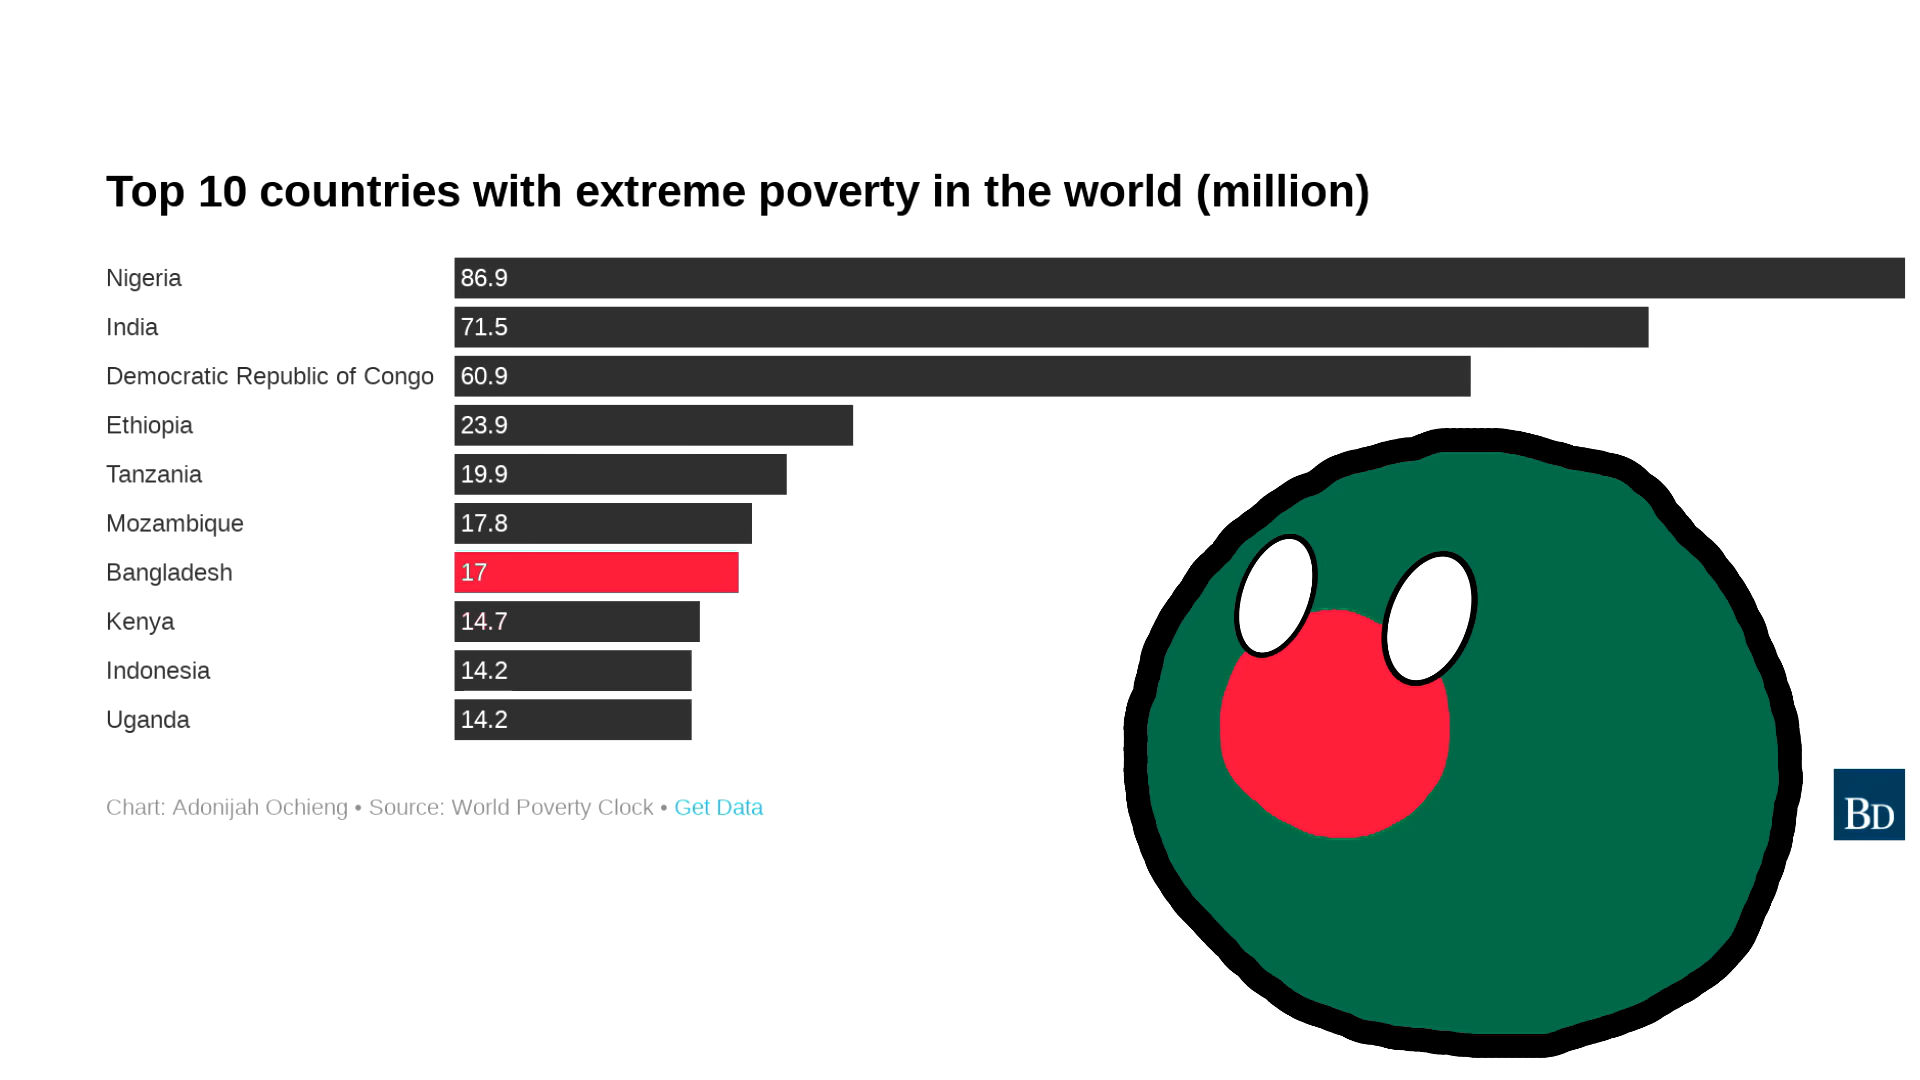 Top 10 countries with extreme poverty in the world (million)
Nigeria 86.9
India 71.5
Democratic Republic of Congo 60.9
Ethiopia 23.9
Tanzania 19.9
Mozambique 17.8
Bangladesh 17
Kenya 14.7
Indonesia 14.2
Uganda 14.2
Chart: Adonijah Ochieng • Source: World Poverty Clock • Get Data
BD